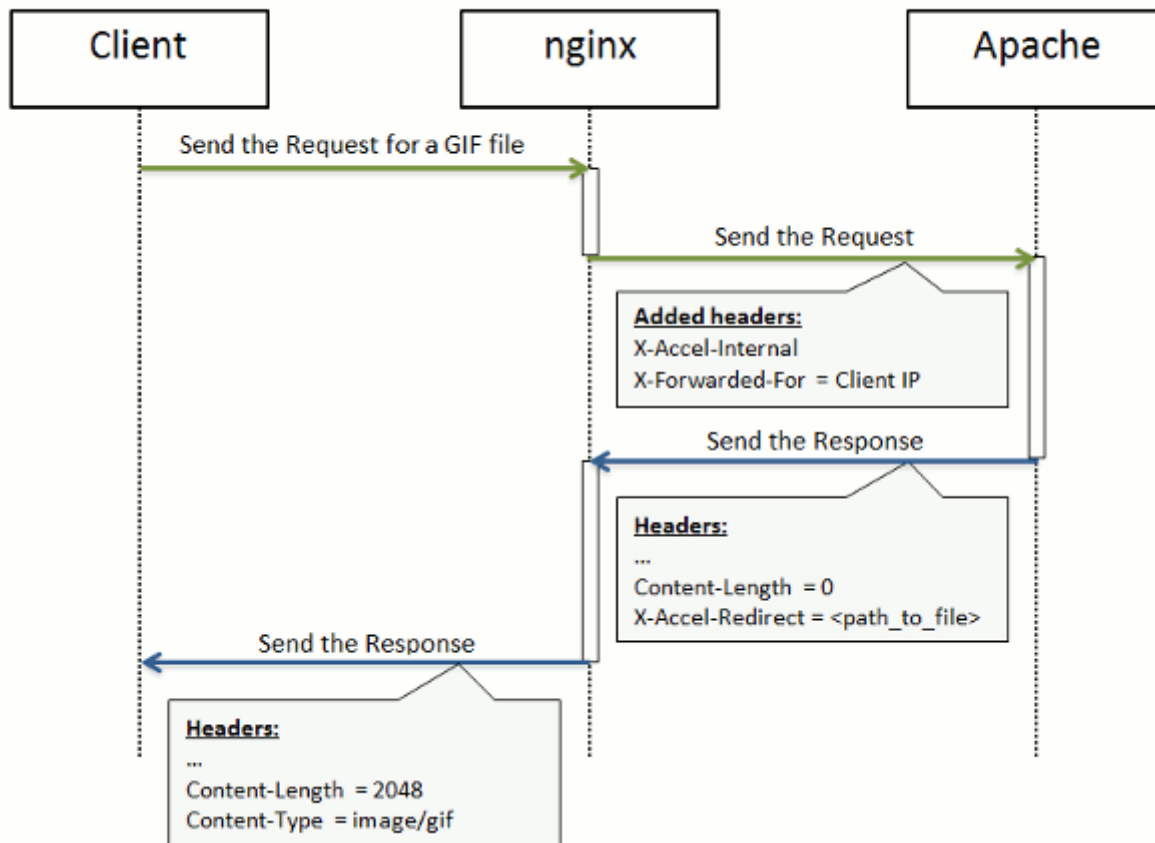 Client
nginx
Apache
Send the Request for a GIF file
Send the Request
Added headers:
X-Accel-Internal
X-Forwarded-For = Client IP
Send the Response
Headers:
...
Content-Length = 0
X-Accel-Redirect = <path_to_file>
Send the Response
Headers:
...
Content-Length = 2048
Content-Type = image/gif